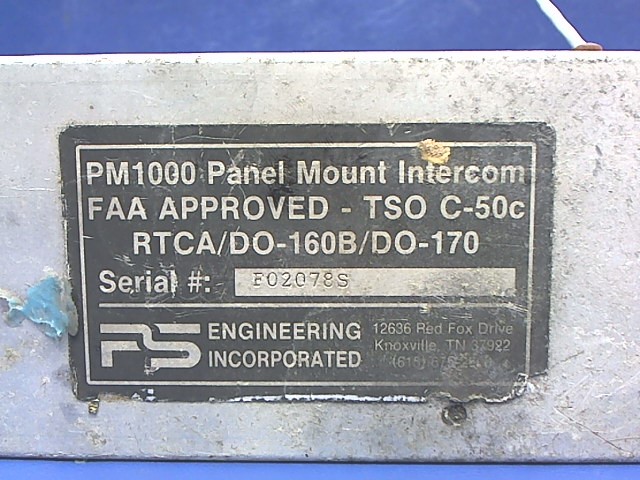 PM1000 Panel Mount Intercom
FAA APPROVED - TSO C-50c
RTCA/DO-160B/DO-170
Serial #: F02078S
PS ENGINEERING
INCORPORATED
12636 Red Fox Drive
Knoxville, TN 37922